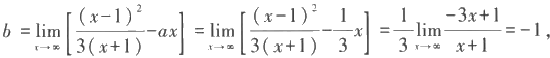 b = lim_{x→∞} [ (x-1)² / 3(x+1) - ax ] = lim_{x→∞} [ (x-1)² / 3(x+1) - 1/3 x ] = 1/3 lim_{x→∞} (-3x+1) / (x+1) = -1,